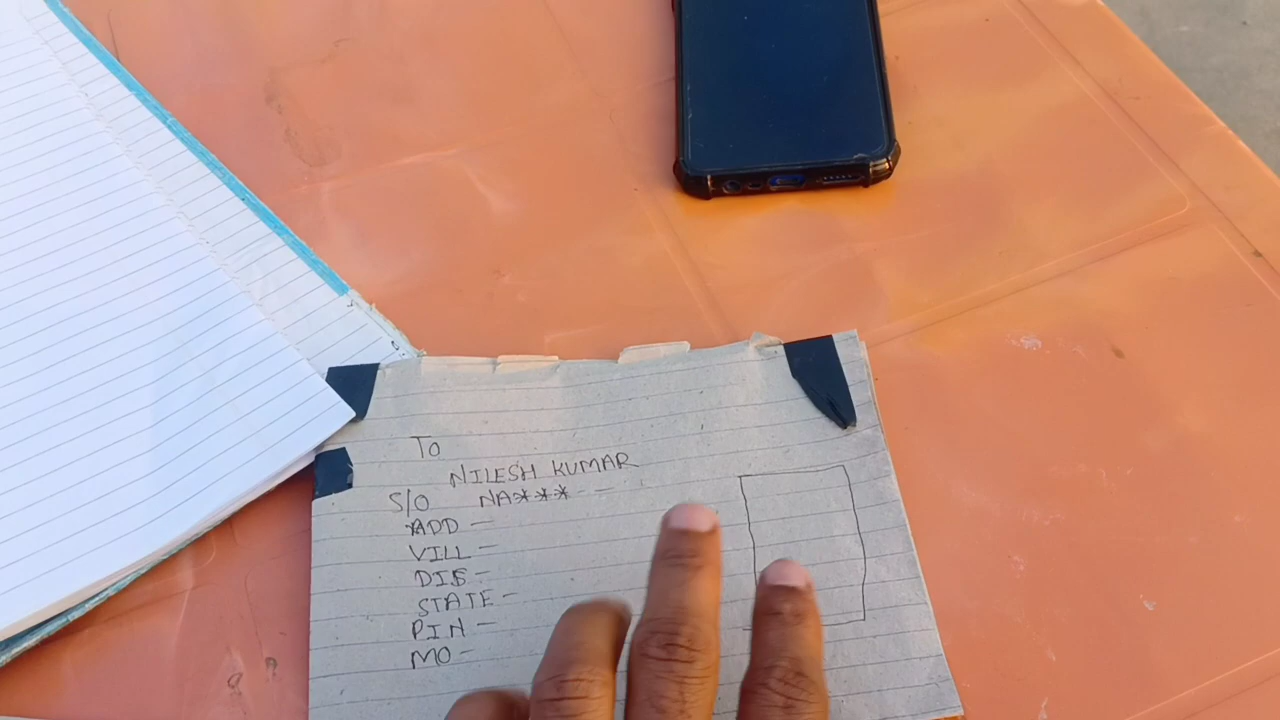 To
NILESH KUMAR
S/O NA*** - -
ADD -
VILL -
DIS -
STATE -
PIN -
MO -